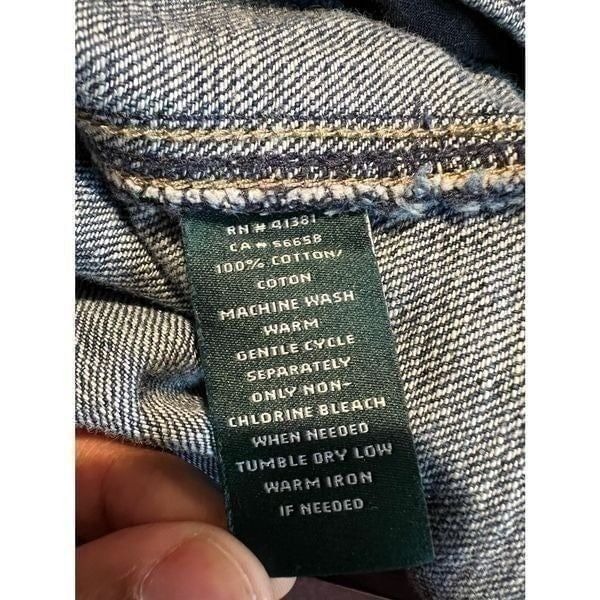 RN # 41381
CA # 56658
100% COTTON/
COTON
MACHINE WASH
WARM
GENTLE CYCLE
SEPARATELY
ONLY NON-
CHLORINE BLEACH
WHEN NEEDED
TUMBLE DRY LOW
WARM IRON
IF NEEDED